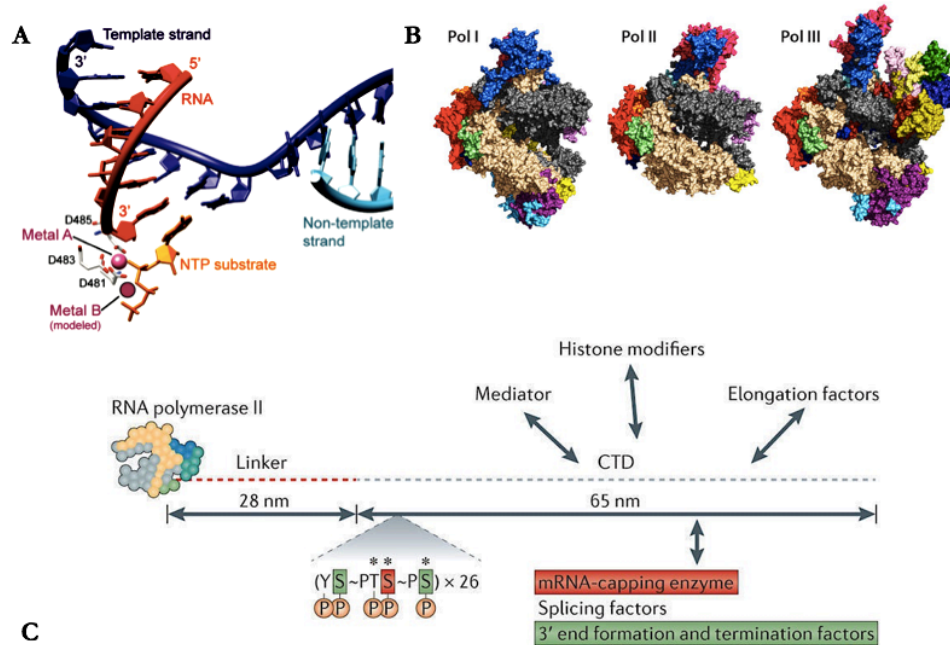 A
Template strand
3'
5'
RNA
D485
3'
Metal A
D483
D481
NTP substrate
Metal B
(modeled)
Non-template
strand
B
Pol I
Pol II
Pol III
Histone modifiers
Mediator
Elongation factors
RNA polymerase II
Linker
CTD
28 nm
65 nm
* * *
(YS~PTS~PS) × 26
P P P P P
mRNA-capping enzyme
Splicing factors
3' end formation and termination factors
C